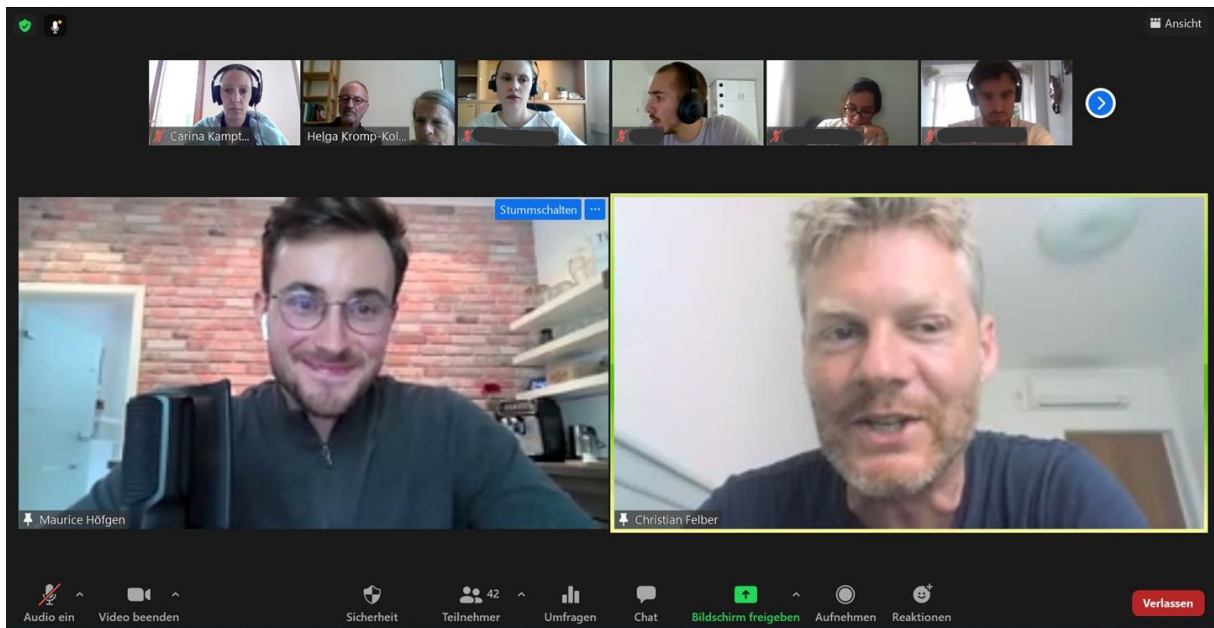 Ansicht
Carina Kampt...
Helga Kromp-Kol...
Stummschalten ...
Maurice Höfgen
Christian Felber
Audio ein
Video beenden
Sicherheit
42
Teilnehmer
Umfragen
Chat
Bildschirm freigeben
Aufnehmen
Reaktionen
Verlassen